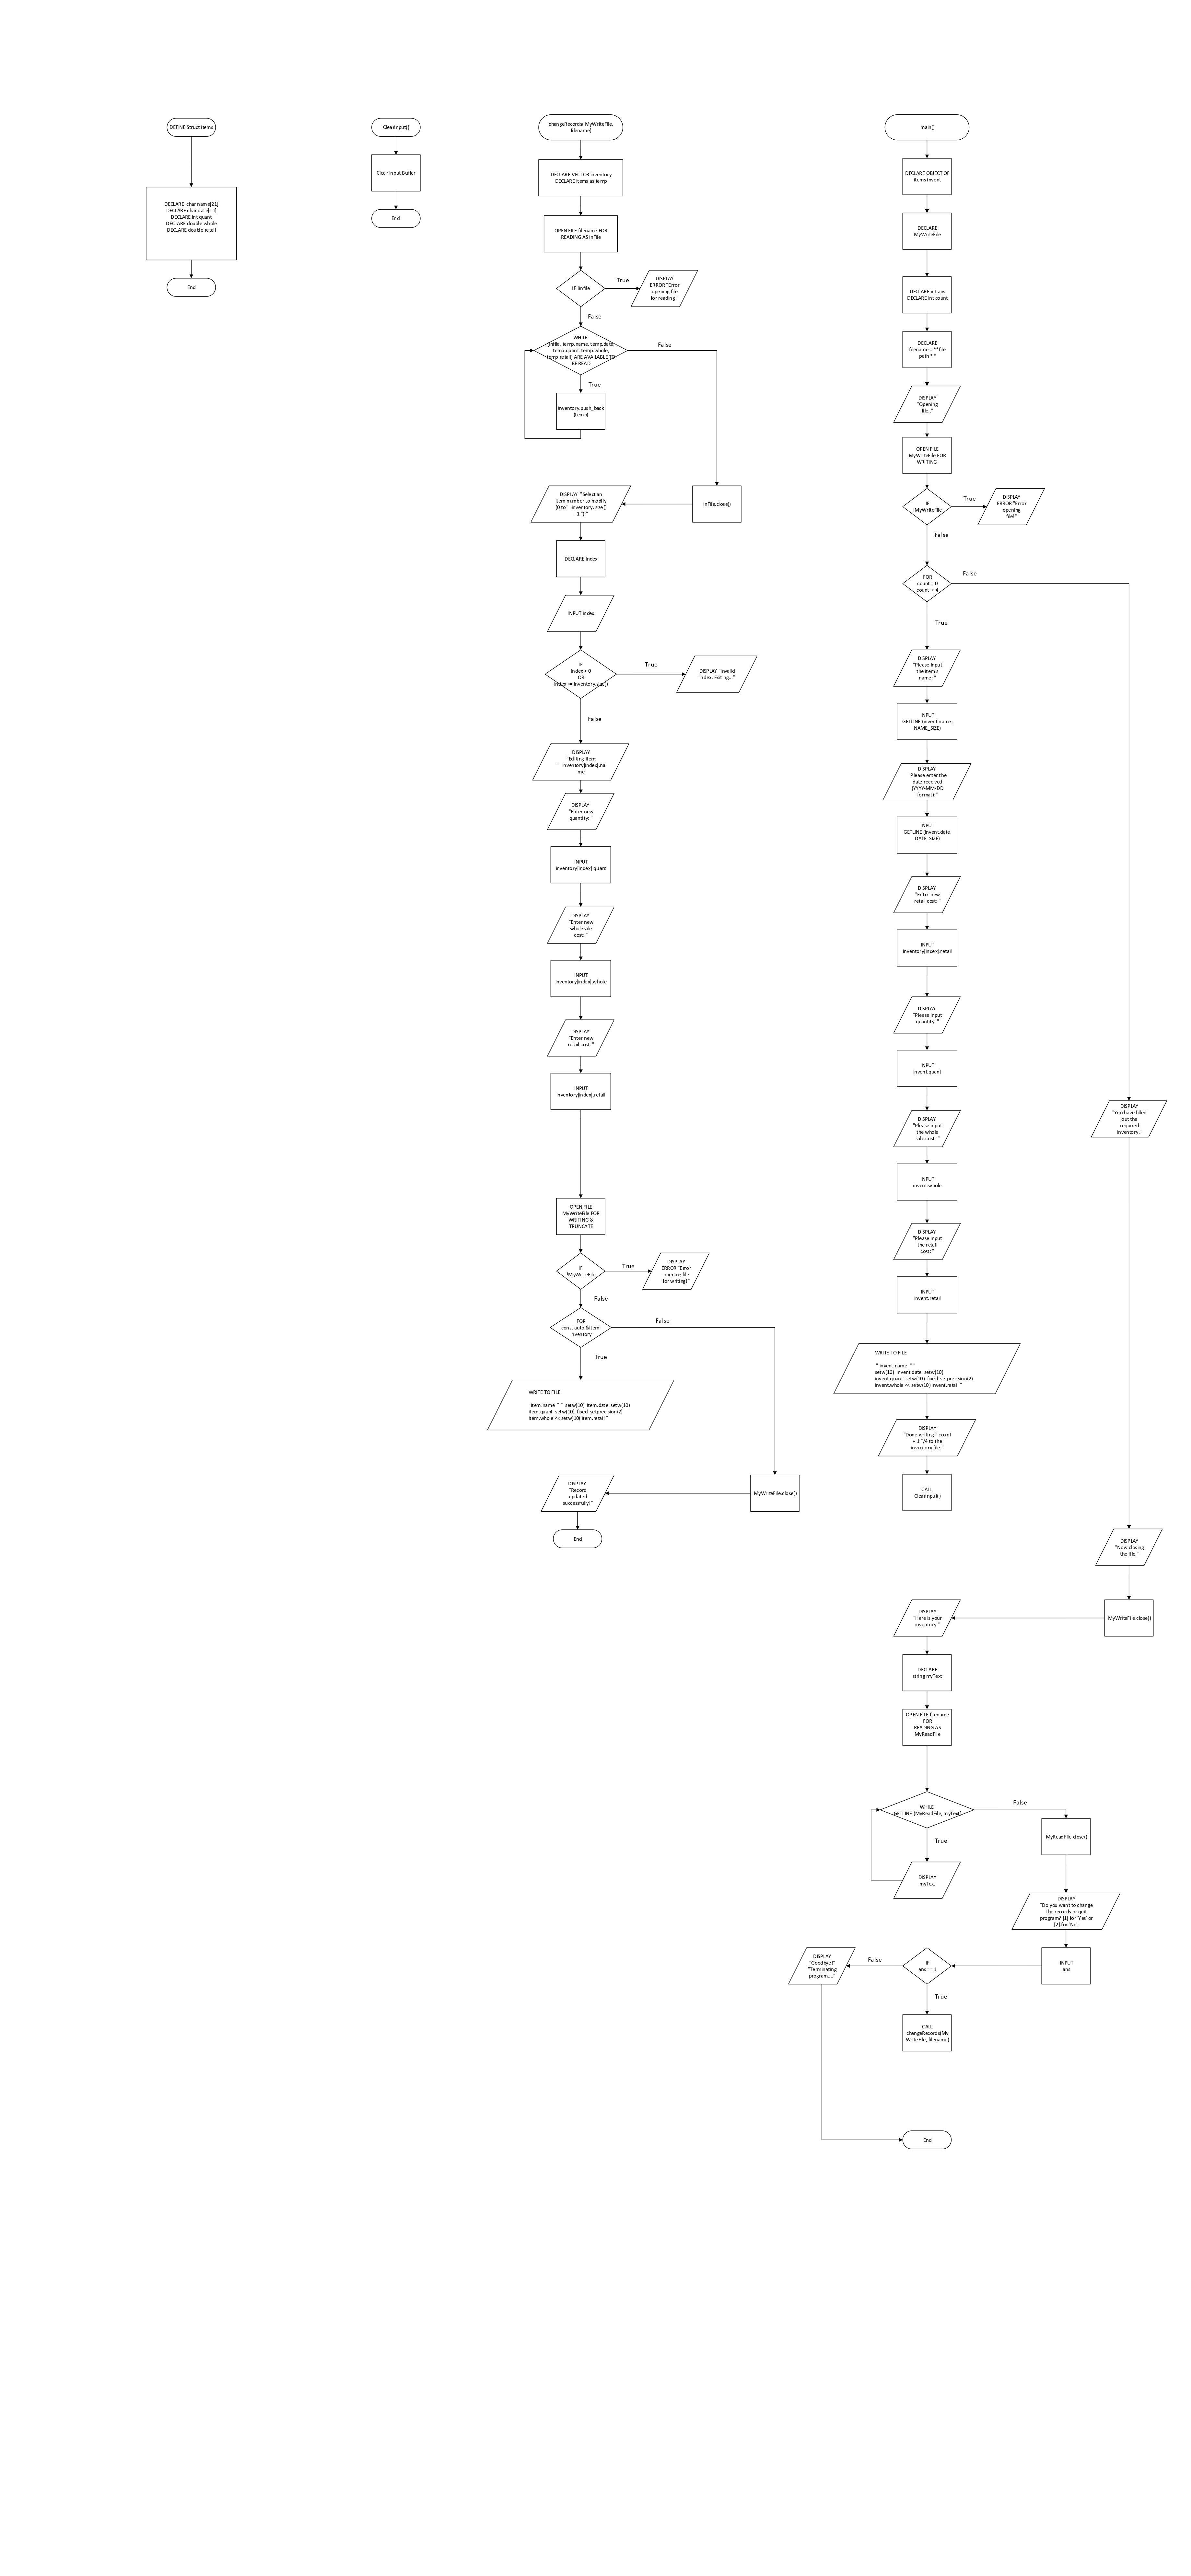 DEFINE Struct items
DECLARE char name[21]
DECLARE char date[11]
DECLARE int quant
DECLARE double whole
DECLARE double retail
End
ClearInput()
Clear Input Buffer
End
changeRecords( MyWriteFile,
filename)
DECLARE VECTOR inventory
DECLARE items as temp
OPEN FILE filename FOR
READING AS inFile
IF !infile
True
DISPLAY
ERROR "Error
opening file
for reading!"
False
WHILE
(infile, temp.name, temp.date,
temp.quant, temp.whole,
temp.retail) ARE AVAILABLE TO
BE READ
False
True
inventory.push_back
(temp)
infile.close()
DISPLAY "Select an
item number to modify
(0 to" inventory. size()
- 1 "):"
DECLARE index
INPUT index
IF
index < 0
OR
index >= inventory.size()
True
DISPLAY "Invalid
index. Exiting..."
False
DISPLAY
"Editing item:
" inventory[index].na
me
DISPLAY
"Enter new
quantity: "
INPUT
inventory[index].quant
DISPLAY
"Enter new
wholesale
cost: "
INPUT
inventory[index].whole
DISPLAY
"Enter new
retail cost: "
INPUT
inventory[index].retail
OPEN FILE
MyWriteFile FOR
WRITING &
TRUNCATE
IF
!MyWriteFile
True
DISPLAY
ERROR "Error
opening file
for writing!"
False
FOR
const auto &item:
inventory
False
True
WRITE TO FILE
item.name " " setw(10) item.date setw(10)
item.quant setw(10) fixed setprecision(2)
item.whole << setw(10) item.retail "
MyWriteFile.close()
DISPLAY
"Record
updated
successfully!"
End
main()
DECLARE OBJECT OF
items invent
DECLARE
MyWriteFile
DECLARE int ans
DECLARE int count
DECLARE
filename = **file
path **
DISPLAY
"Opening
file.."
OPEN FILE
MyWriteFile FOR
WRITING
IF
!MyWriteFile
True
DISPLAY
ERROR "Error
opening
file!"
False
FOR
count = 0
count < 4
False
True
DISPLAY
"Please input
the item's
name: "
INPUT
GETLINE (invent.name,
NAME_SIZE)
DISPLAY
"Please enter the
date received
(YYYY-MM-DD
format):"
INPUT
GETLINE (invent.date,
DATE_SIZE)
DISPLAY
"Enter new
retail cost: "
INPUT
inventory[index].retail
DISPLAY
"Please input
quantity: "
INPUT
invent.quant
DISPLAY
"Please input
the whole
sale cost: "
INPUT
invent.whole
DISPLAY
"Please input
the retail
cost: "
INPUT
invent.retail
WRITE TO FILE
" invent.name " "
setw(10) invent.date setw(10)
invent.quant setw(10) fixed setprecision(2)
invent.whole << setw(10) invent.retail "
DISPLAY
"Done writing " count
+ 1 "/4 to the
inventory file."
CALL
ClearInput()
DISPLAY
"You have filled
out the
required
inventory."
DISPLAY
"Now closing
the file."
MyWriteFile.close()
DISPLAY
"Here is your
inventory "
DECLARE
string myText
OPEN FILE filename
FOR
READING AS
MyReadFile
WHILE
GETLINE (MyReadFile, myText)
False
True
DISPLAY
myText
MyReadFile.close()
DISPLAY
"Do you want to change
the records or quit
program? [1] for 'Yes' or
[2] for 'No':
INPUT
ans
IF
ans == 1
False
DISPLAY
"Goodbye!"
"Terminating
program...."
True
CALL
changeRecords(My
WriteFile, filename)
End